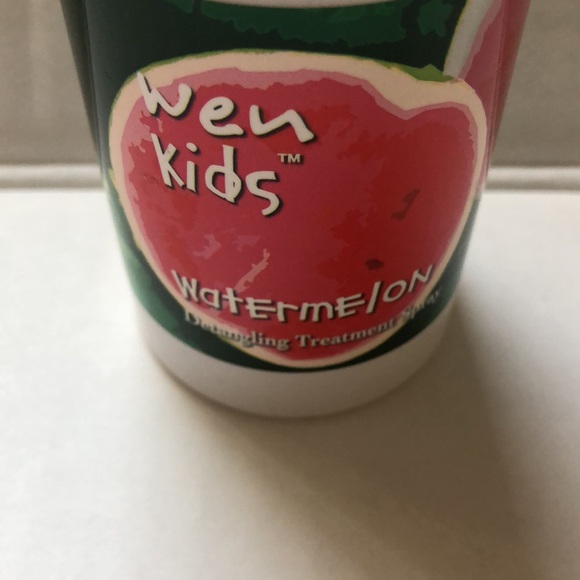 wen
kids™
WATERMELON
Detangling Treatment Spray